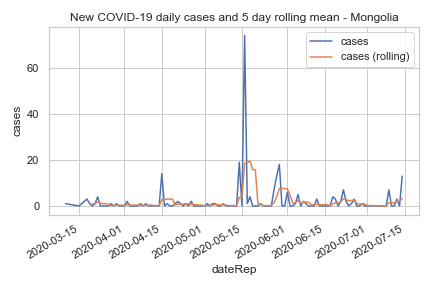 New COVID-19 daily cases and 5 day rolling mean - Mongolia
cases
cases (rolling)
60
40
20
0
cases
2020-03-15
2020-04-01
2020-04-15
2020-05-01
2020-05-15
2020-06-01
2020-06-15
2020-07-01
2020-07-15
dateRep